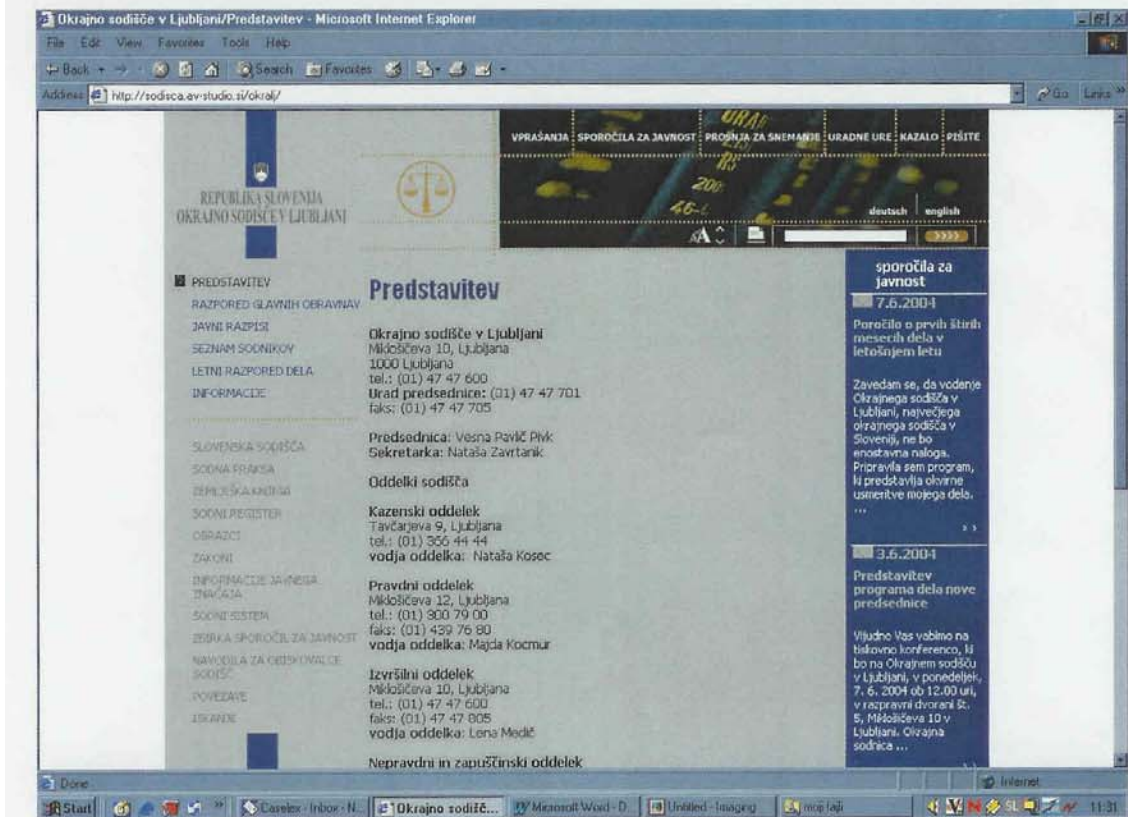 Okrajno sodišče v Ljubljani/Predstavitev - Microsoft Internet Explorer
File Edit View Favorites Tools Help
Back Search Favorites
Address http://sodisca.av-studio.si/okralj/ Go Links
VPRAŠANJA SPOROČILA ZA JAVNOST PROŠNJA ZA SNEMANJE URADNE URE KAZALO PIŠITE
REPUBLIKA SLOVENIJA
OKRAJNO SODIŠČE V LJUBLJANI
deutsch english
PREDSTAVITEV
RAZPORED GLAVNIH OBRAVNAV
JAVNI RAZPISI
SEZNAM SODNIKOV
LETNI RAZPORED DELA
INFORMACIJE
SLOVENSKA SODIŠČA
SODNA PRAKSA
ZEMLJIŠKA KNJIGA
SODNI REGISTER
OBRAZCI
ZAKONI
INFORMACIJE JAVNEGA
ZNAČAJA
SODNI SISTEM
ZBIRKA SPOROČIL ZA JAVNOST
NAVODILA ZA OBISKOVALCE
SODIŠČ
POVEZAVE
ISKANJE
Predstavitev
Okrajno sodišče v Ljubljani
Miklošičeva 10, Ljubljana
1000 Ljubljana
tel.: (01) 47 47 600
Urad predsednice: (01) 47 47 701
faks: (01) 47 47 705
Predsednica: Vesna Pavlič Pivk
Sekretarka: Nataša Zavrtanik
Oddelki sodišča
Kazenski oddelek
Tavčarjeva 9, Ljubljana
tel.: (01) 366 44 44
vodja oddelka: Nataša Kosec
Pravdni oddelek
Miklošičeva 12, Ljubljana
tel.: (01) 300 79 00
faks: (01) 439 76 80
vodja oddelka: Majda Kocmur
Izvršilni oddelek
Miklošičeva 10, Ljubljana
tel.: (01) 47 47 600
faks: (01) 47 47 805
vodja oddelka: Lena Medič
Nepravdni in zapuščinski oddelek
sporočila za
javnost
7.6.2004
Poročilo o prvih štirih
mesecih dela v
letošnjem letu
Zavedam se, da vodenje
Okrajnega sodišča v
Ljubljani, največjega
okrajnega sodišča v
Sloveniji, ne bo
enostavna naloga.
Pripravila sem program,
ki predstavlja okvirne
usmeritve mojega dela.
...
3.6.2004
Predstavitev
programa dela nove
predsednice
Vljudno Vas vabimo na
tiskovno konferenco, ki
bo na Okrajnem sodišču
v Ljubljani, v ponedeljek,
7. 6. 2004 ob 12.00 uri,
v razpravni dvorani št.
5, Miklošičeva 10 v
Ljubljani. Okrajna
sodnica ...
Done Internet
Start Caselex - Inbox - N... Okrajno sodišč... Microsoft Word - D... Untitled - Imaging moji fajli SL 11:31